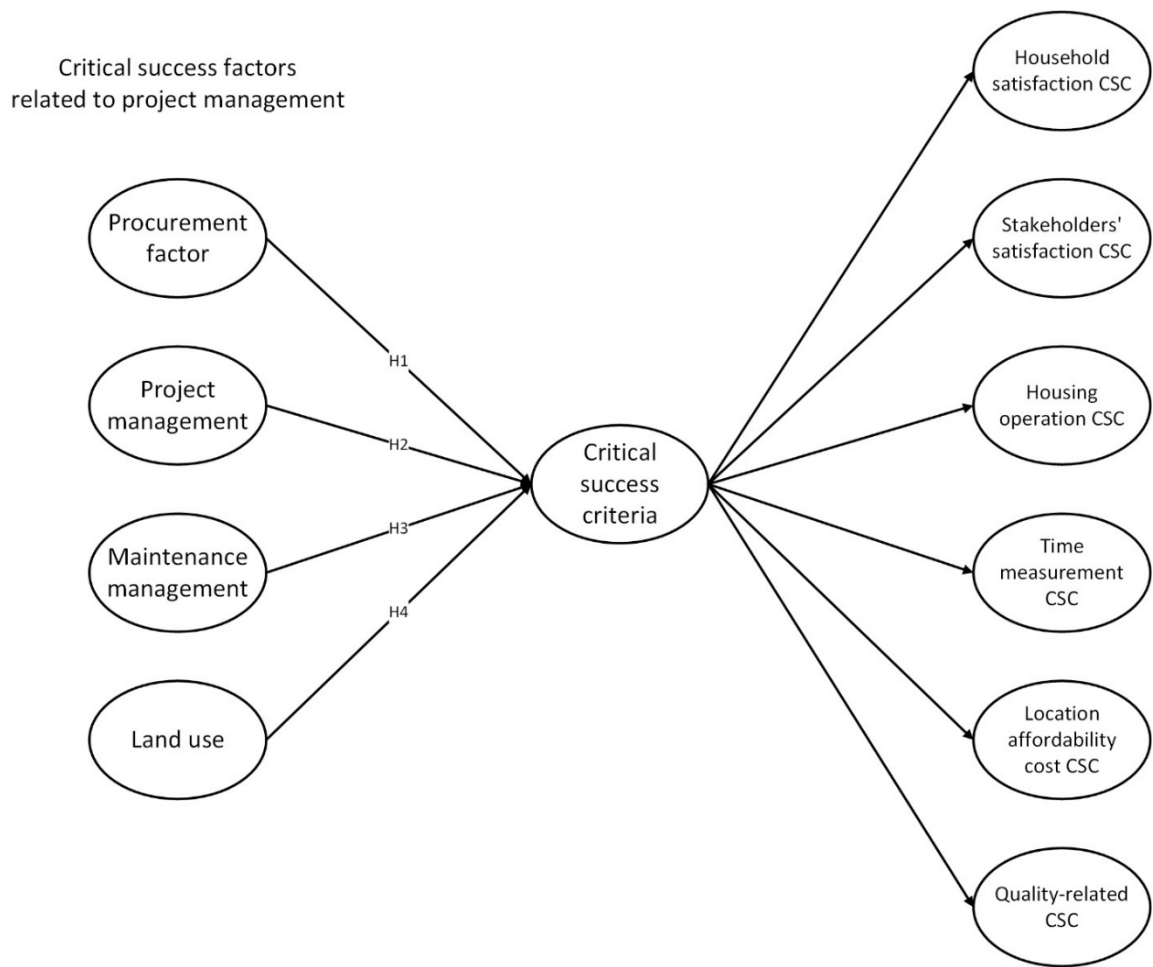 Critical success factors
related to project management
Procurement
factor
Project
management
Maintenance
management
Land use
H1
H2
H3
H4
Critical
success
criteria
Household
satisfaction CSC
Stakeholders'
satisfaction CSC
Housing
operation CSC
Time
measurement
CSC
Location
affordability
cost CSC
Quality-related
CSC